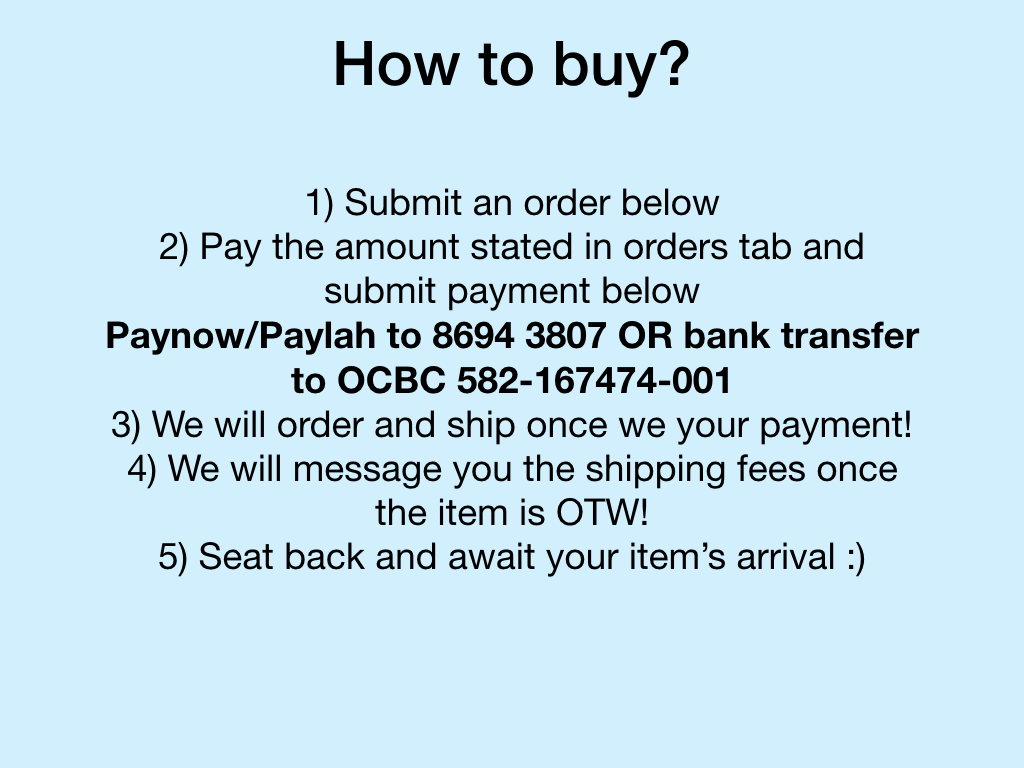 How to buy?
1) Submit an order below
2) Pay the amount stated in orders tab and
submit payment below
Paynow/Paylah to 8694 3807 OR bank transfer
to OCBC 582-167474-001
3) We will order and ship once we your payment!
4) We will message you the shipping fees once
the item is OTW!
5) Seat back and await your item’s arrival :)